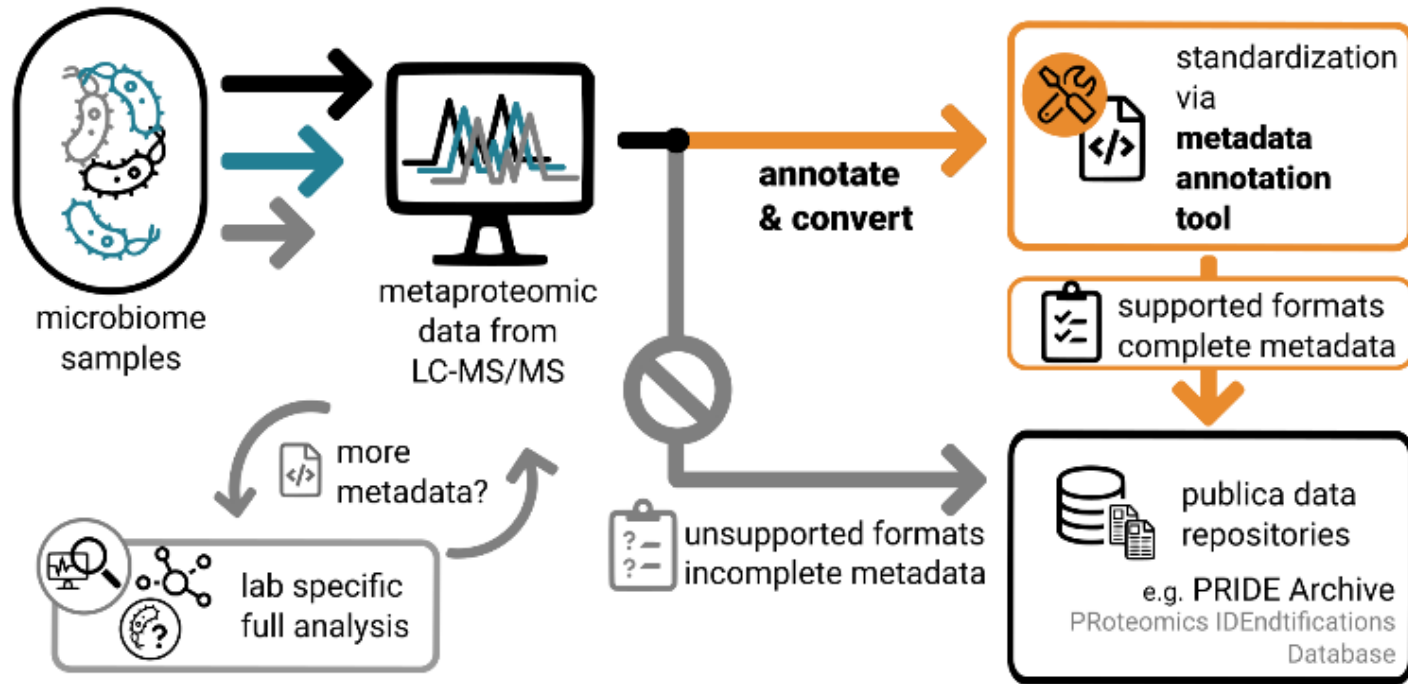 microbiome
samples
metaproteomic
data from
LC-MS/MS
annotate
& convert
</>
standardization
via
metadata
annotation
tool
supported formats
complete metadata
</>
more
metadata?
?
lab specific
full analysis
?
?
unsupported formats
incomplete metadata
publica data
repositories
e.g. PRIDE Archive
PRoteomics IDEndtifications
Database